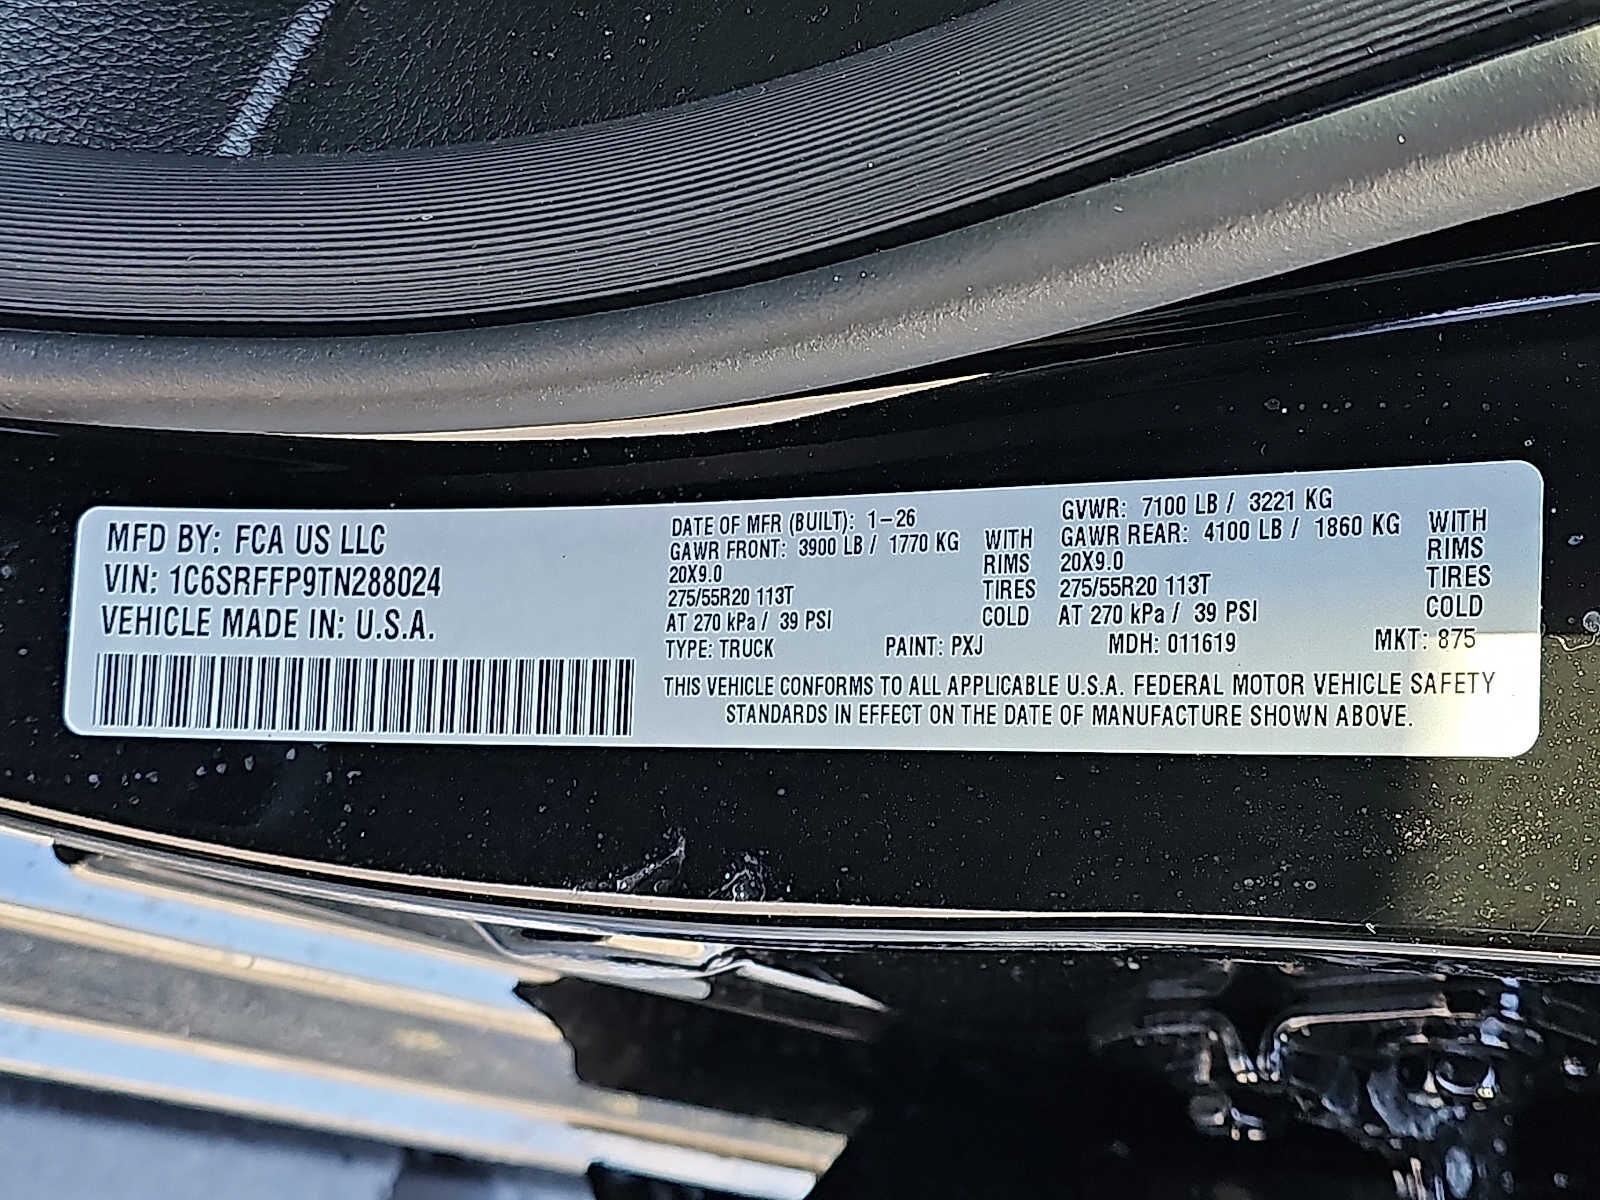 MFD BY: FCA US LLC
VIN: 1C6SRFFP9TN288024
VEHICLE MADE IN: U.S.A.
DATE OF MFR (BUILT): 1-26
GAWR FRONT: 3900 LB / 1770 KG WITH
20X9.0 RIMS
275/55R20 113T TIRES
AT 270 kPa / 39 PSI COLD
GVWR: 7100 LB / 3221 KG
GAWR REAR: 4100 LB / 1860 KG WITH
20X9.0 RIMS
275/55R20 113T TIRES
AT 270 kPa / 39 PSI COLD
TYPE: TRUCK PAINT: PXJ MDH: 011619 MKT: 875
THIS VEHICLE CONFORMS TO ALL APPLICABLE U.S.A. FEDERAL MOTOR VEHICLE SAFETY
STANDARDS IN EFFECT ON THE DATE OF MANUFACTURE SHOWN ABOVE.